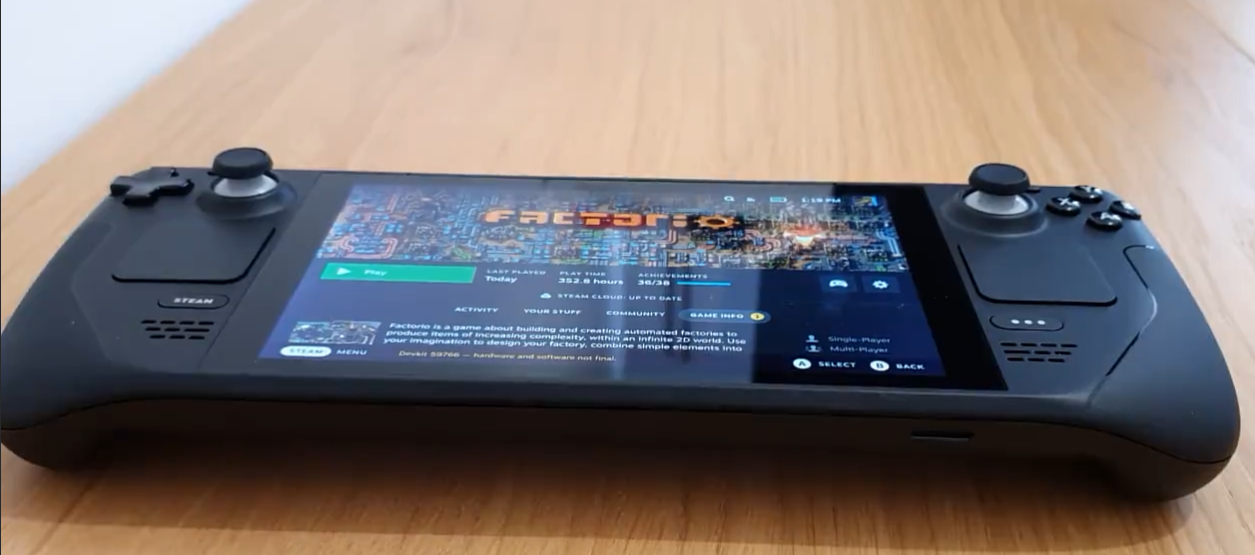 1:19 PM
FACTORIO
Play
LAST PLAYED
Today
PLAY TIME
352.8 hours
ACHIEVEMENTS
36/38
STEAM CLOUD: UP TO DATE
ACTIVITY YOUR STUFF COMMUNITY GAME INFO
Factorio is a game about building and creating automated factories to
produce items of increasing complexity, within an infinite 2D world. Use
your imagination to design your factory, combine simple elements into
Single-Player
Multi-Player
Devkit 59766 — hardware and software not final.
STEAM MENU
A SELECT B BACK
STEAM